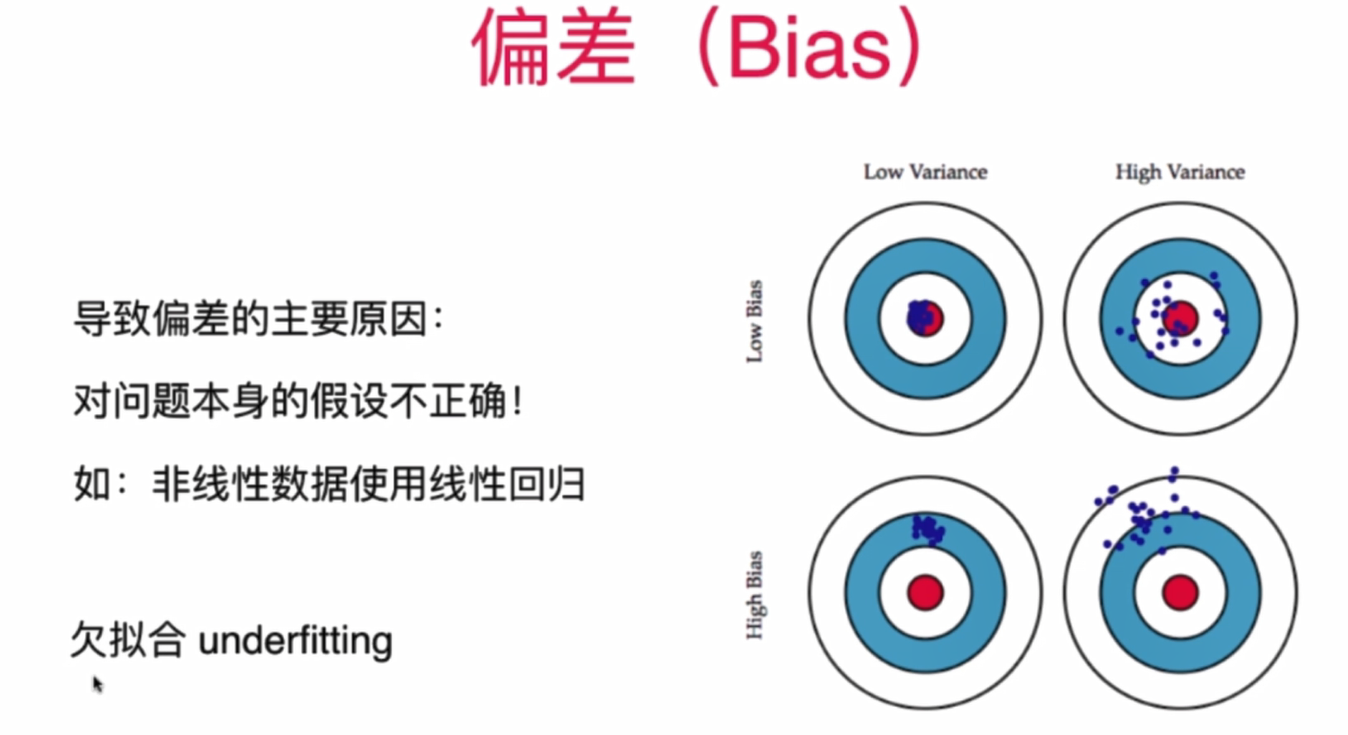 偏差（Bias）
Low Variance
High Variance
Low Bias
导致偏差的主要原因：
对问题本身的假设不正确！
如：非线性数据使用线性回归
High Bias
欠拟合 underfitting